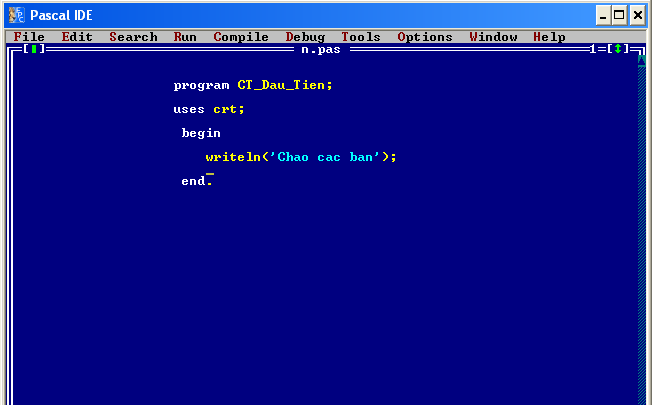 Pascal IDE
File Edit Search Run Compile Debug Tools Options Window Help
[▮] n.pas 1=[↕]
program CT_Dau_Tien;
uses crt;
begin
writeln('Chao cac ban');
end.